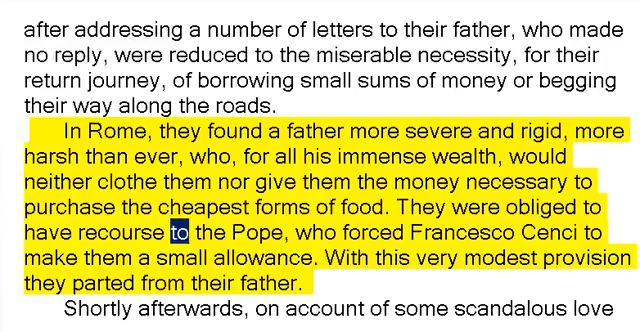 after addressing a number of letters to their father, who made
no reply, were reduced to the miserable necessity, for their
return journey, of borrowing small sums of money or begging
their way along the roads.
In Rome, they found a father more severe and rigid, more
harsh than ever, who, for all his immense wealth, would
neither clothe them nor give them the money necessary to
purchase the cheapest forms of food. They were obliged to
have recourse to the Pope, who forced Francesco Cenci to
make them a small allowance. With this very modest provision
they parted from their father.
Shortly afterwards, on account of some scandalous love